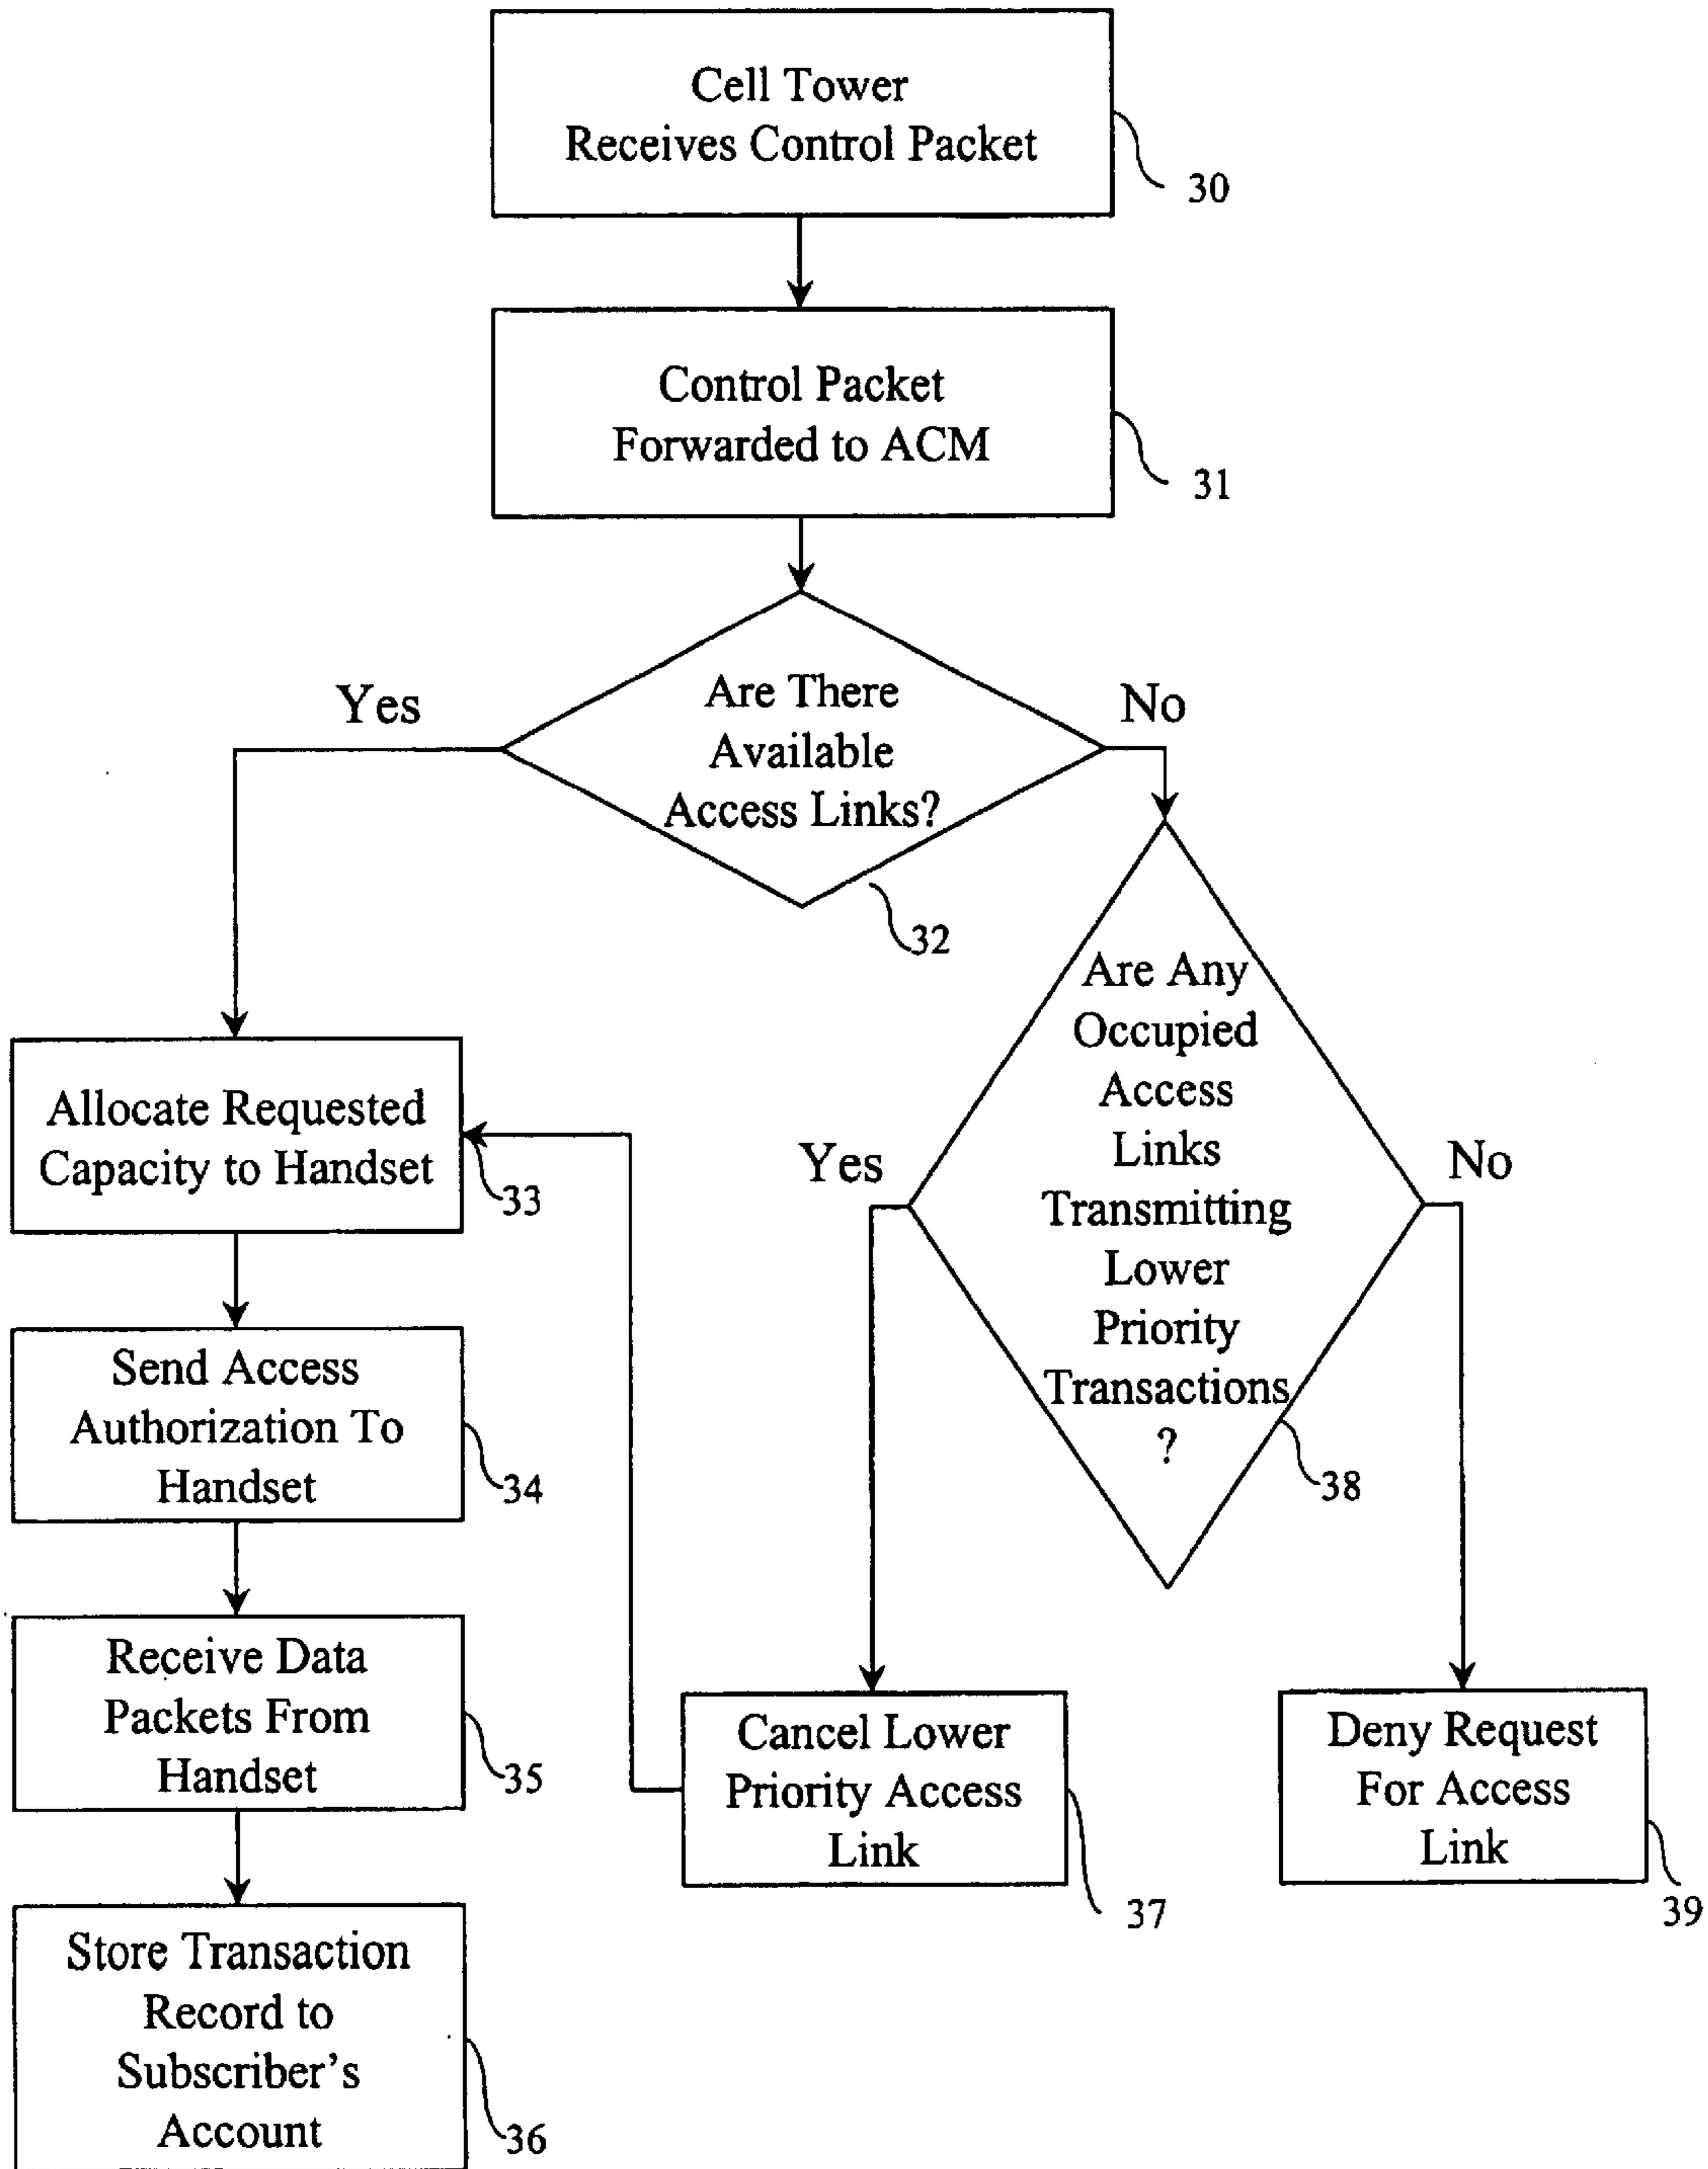 Cell Tower
Receives Control Packet
30
Control Packet
Forwarded to ACM
31
Are There
Available
Access Links?
Yes
No
32
Are Any
Occupied
Access
Links
Transmitting
Lower
Priority
Transactions
?
Yes
No
38
Allocate Requested
Capacity to Handset
33
Send Access
Authorization To
Handset
34
Receive Data
Packets From
Handset
35
Store Transaction
Record to
Subscriber's
Account
36
Cancel Lower
Priority Access
Link
37
Deny Request
For Access
Link
39